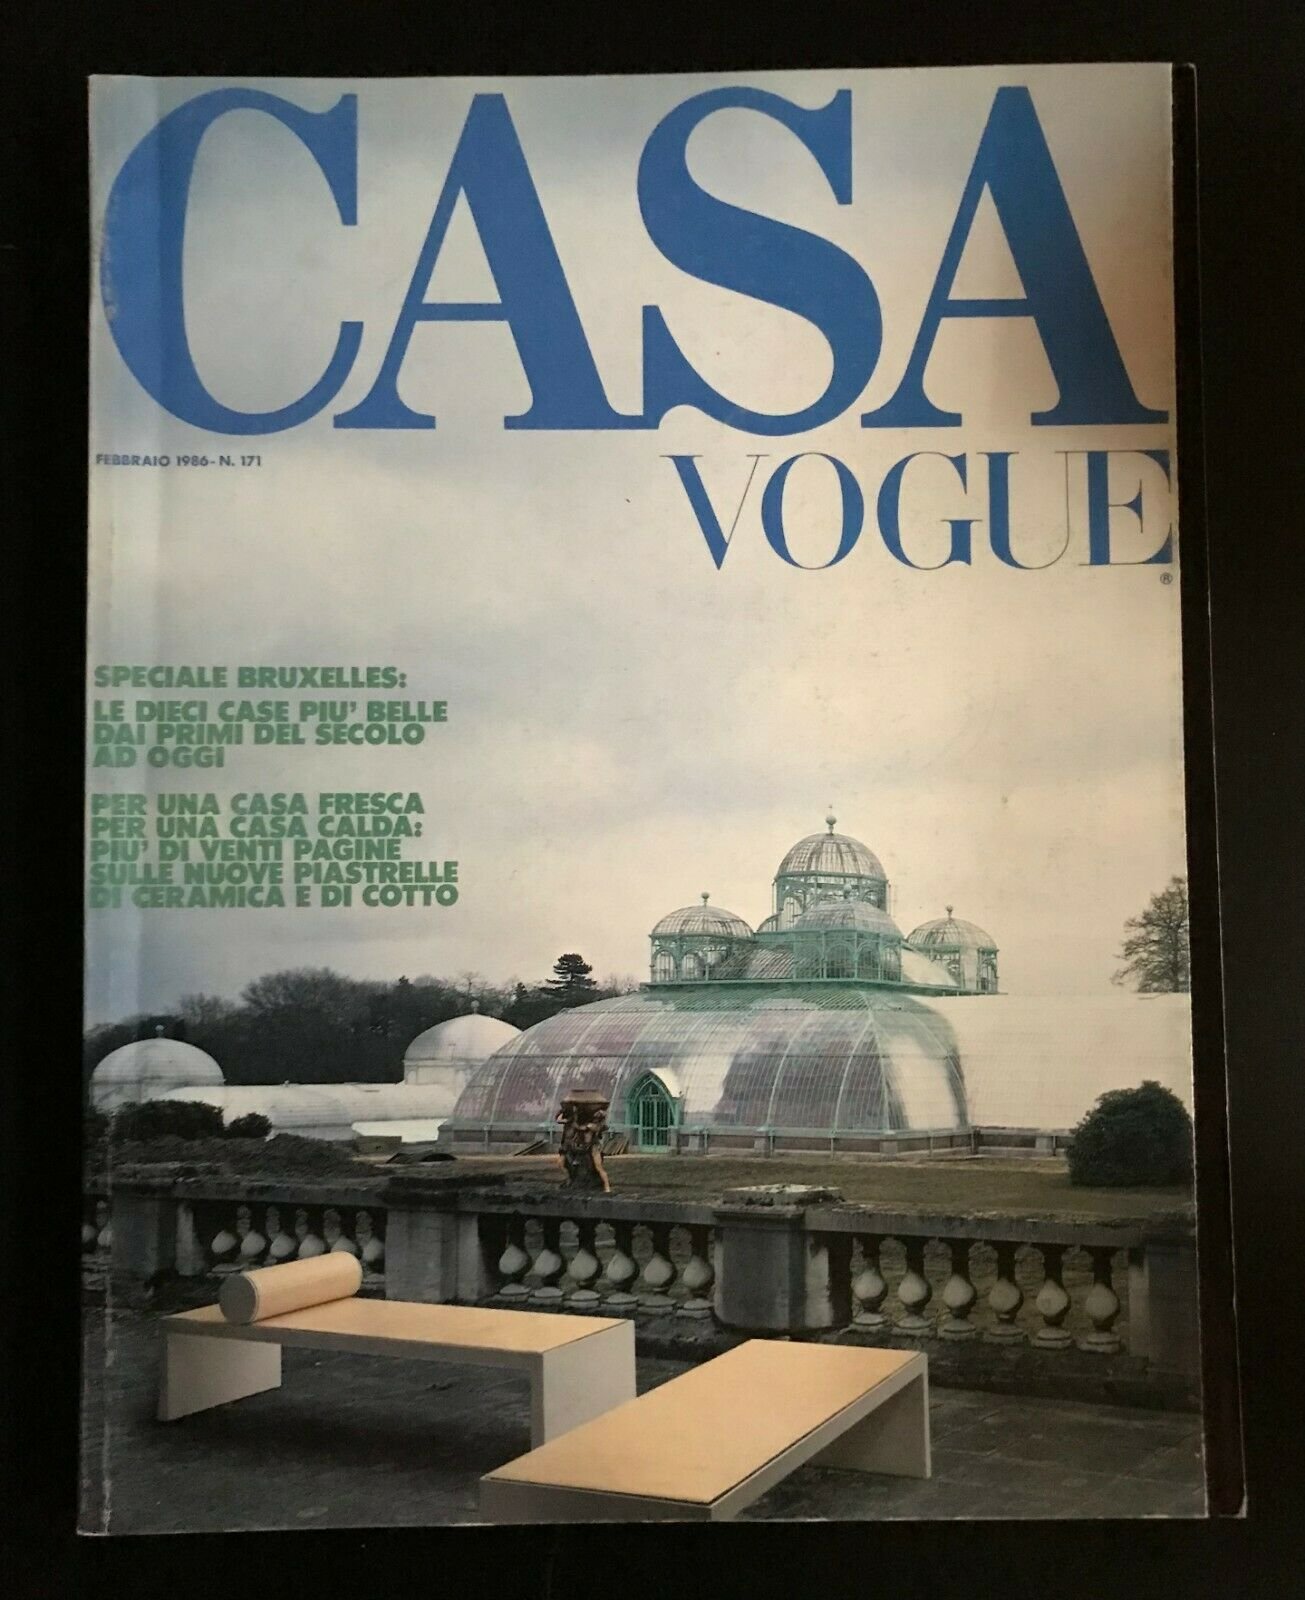 CASA
VOGUE
®
FEBBRAIO 1986 - N. 171
SPECIALE BRUXELLES:
LE DIECI CASE PIU' BELLE
DAI PRIMI DEL SECOLO
AD OGGI
PER UNA CASA FRESCA
PER UNA CASA CALDA:
PIU' DI VENTI PAGINE
SULLE NUOVE PIASTRELLE
DI CERAMICA E DI COTTO